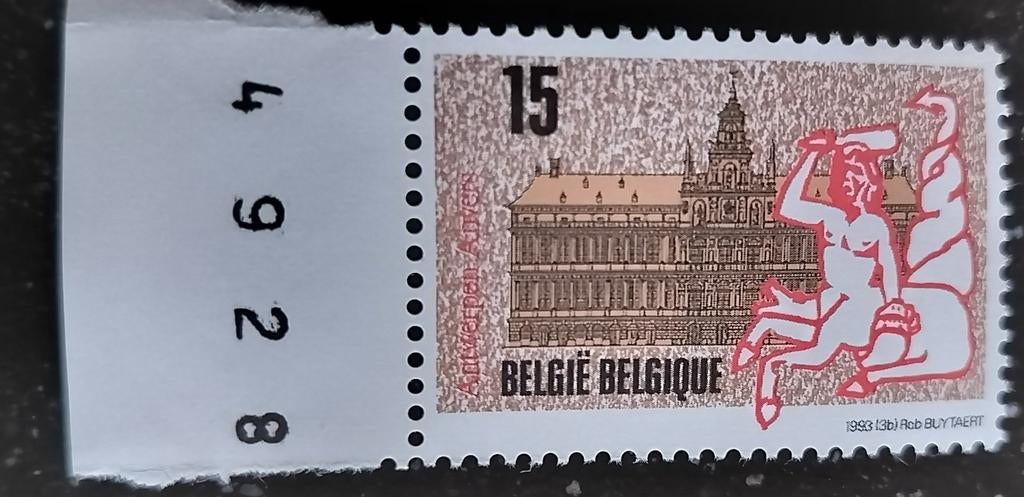 4 9 2 8
15
Antwerpen Anvers
BELGIË BELGIQUE
1993 (3b) Rob BUYTAERT